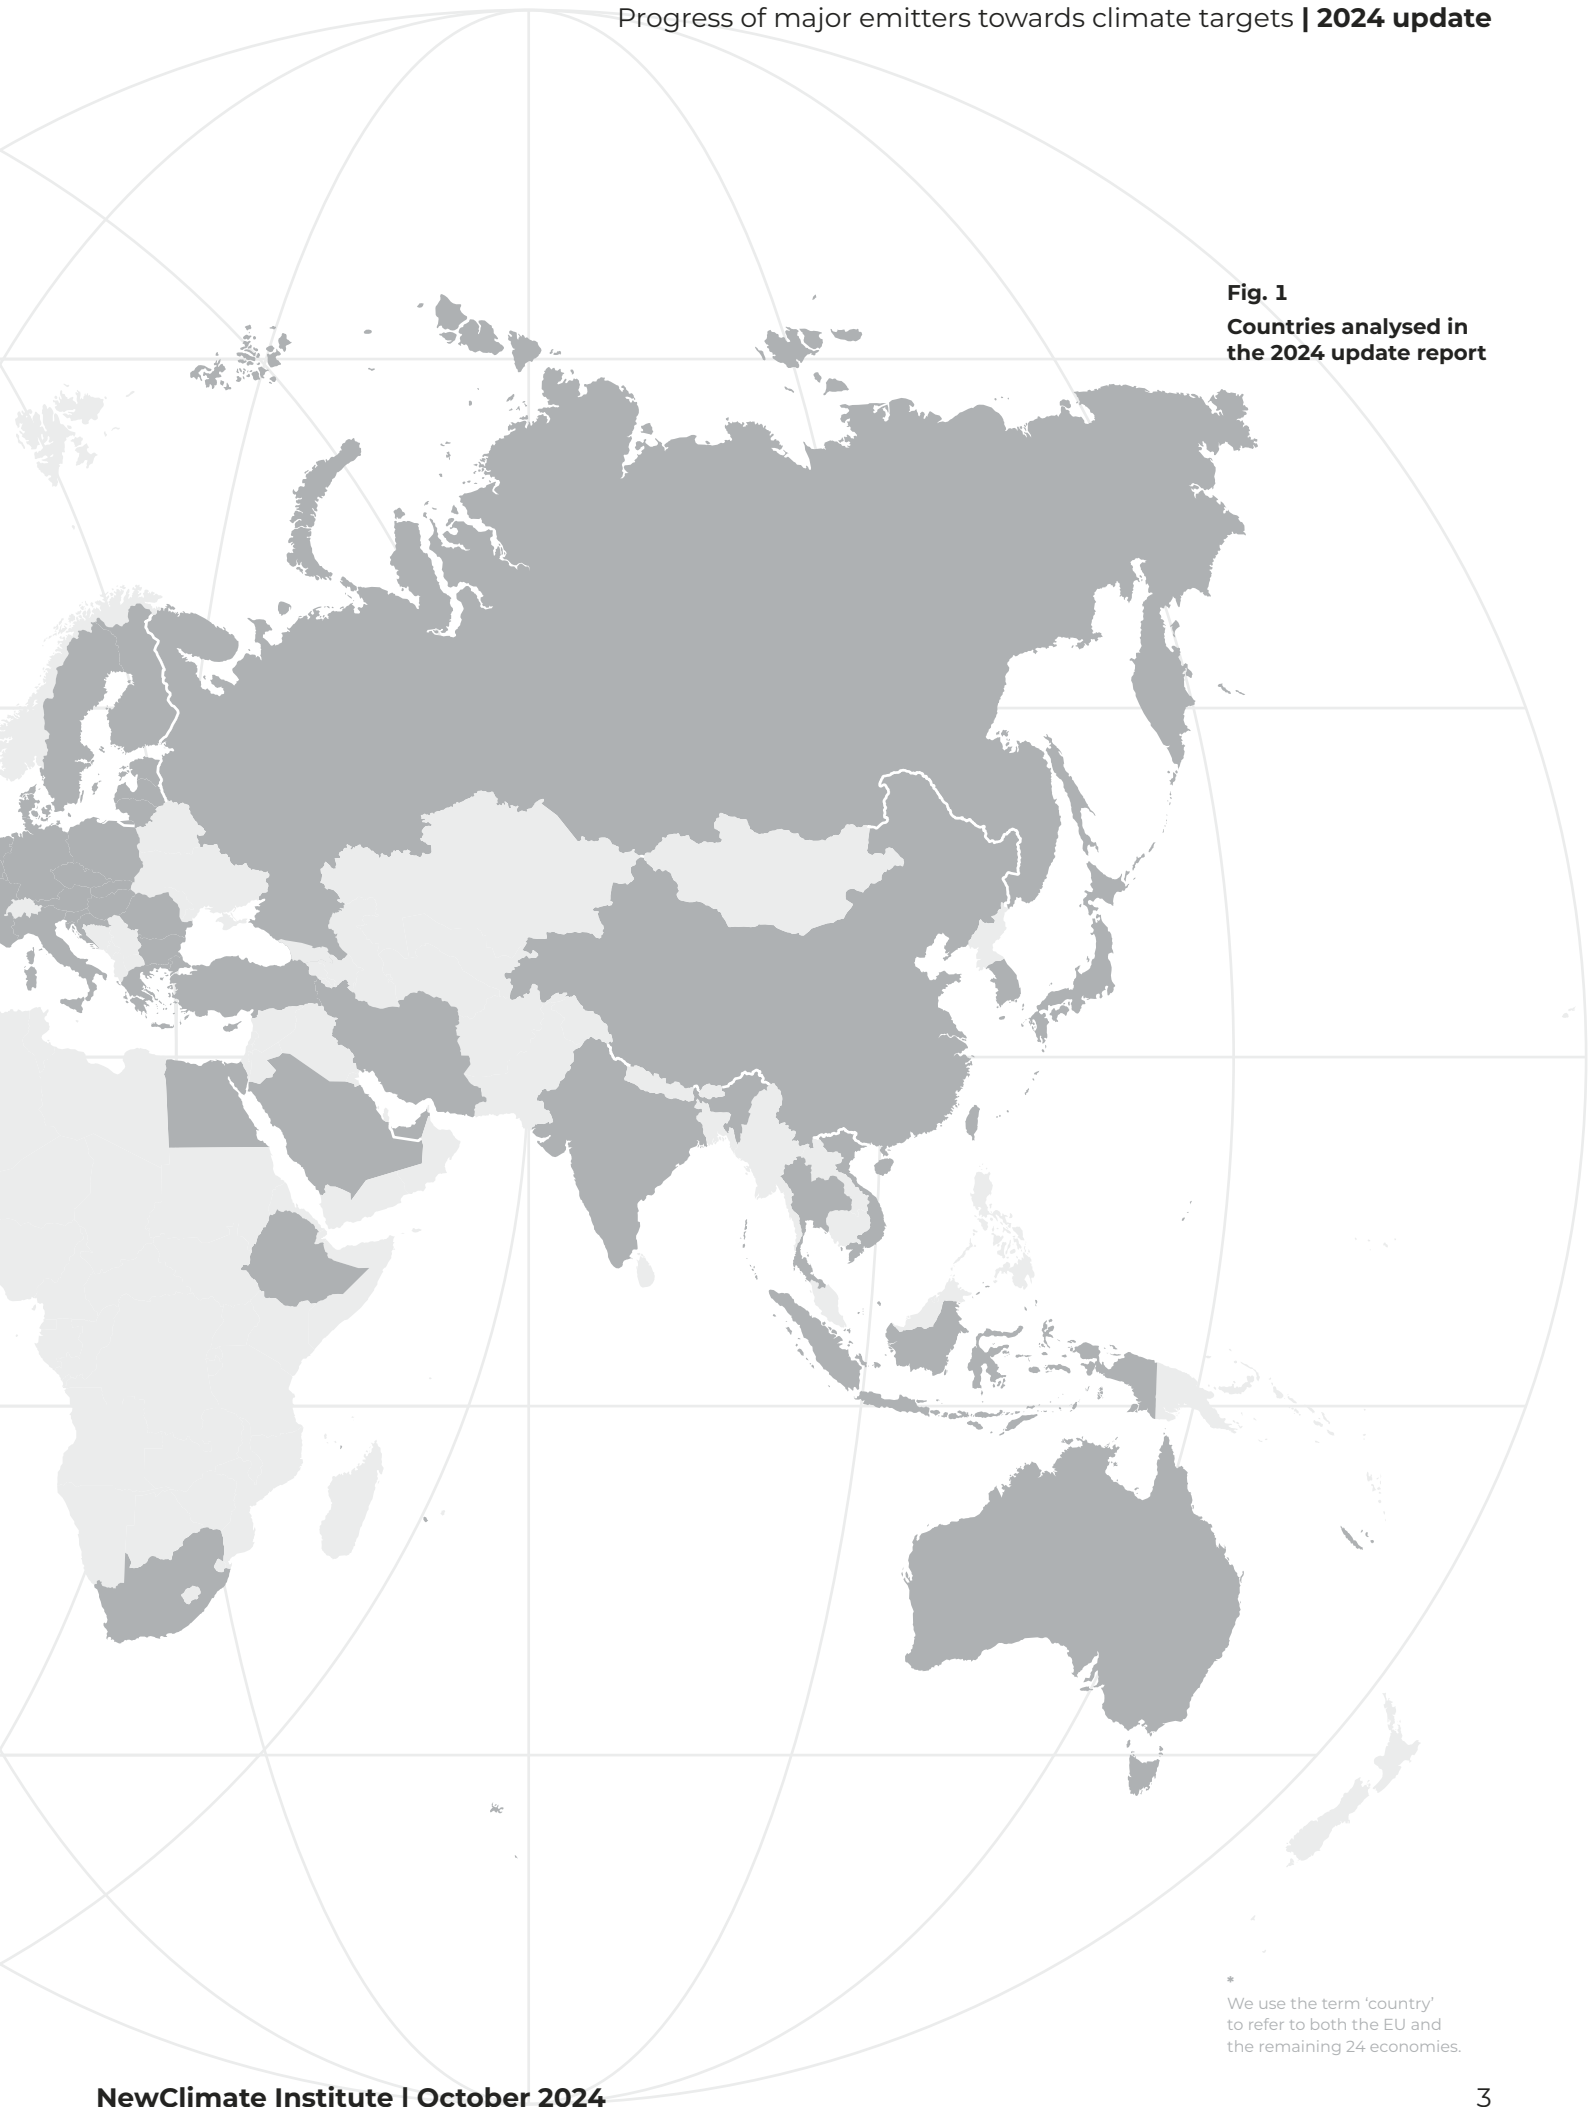 Progress of major emitters towards climate targets | 2024 update
Fig. 1
Countries analysed in
the 2024 update report
*
We use the term ‘country’
to refer to both the EU and
the remaining 24 economies.
NewClimate Institute | October 2024
3